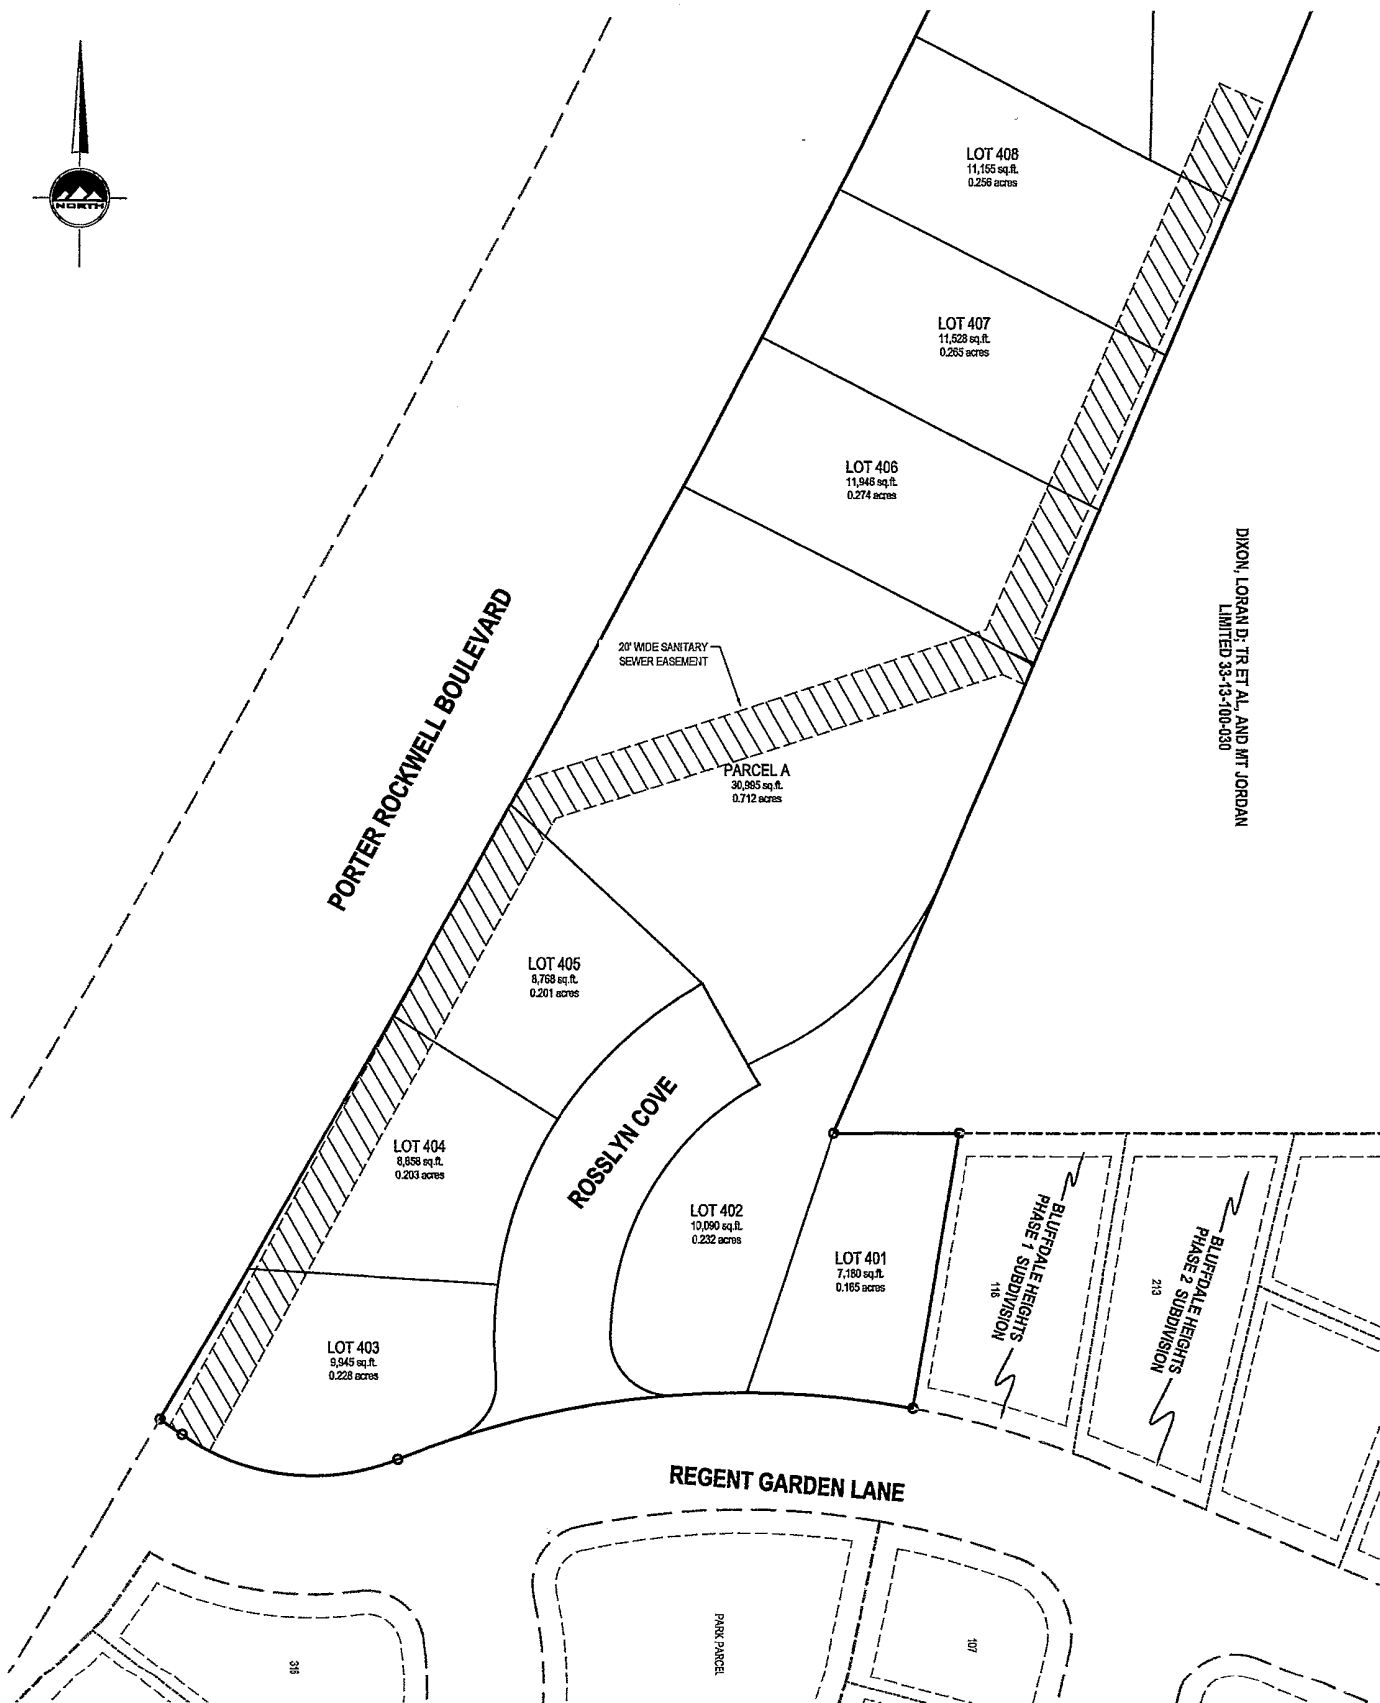 NORTH
LOT 408
11,155 sq.ft.
0.256 acres
LOT 407
11,528 sq.ft.
0.265 acres
LOT 406
11,946 sq.ft.
0.274 acres
DIXON, LORAN D; TR ET AL, AND MT JORDAN
LIMITED 33-13-100-030
PORTER ROCKWELL BOULEVARD
20' WIDE SANITARY
SEWER EASEMENT
PARCEL A
30,995 sq.ft.
0.712 acres
LOT 405
8,768 sq.ft.
0.201 acres
ROSSLYN COVE
LOT 404
8,858 sq.ft.
0.203 acres
LOT 402
10,090 sq.ft.
0.232 acres
LOT 401
7,180 sq.ft.
0.165 acres
BLUFFDALE HEIGHTS
PHASE 1 SUBDIVISION
116
BLUFFDALE HEIGHTS
PHASE 2 SUBDIVISION
213
LOT 403
9,945 sq.ft.
0.228 acres
REGENT GARDEN LANE
316
PARK PARCEL
107